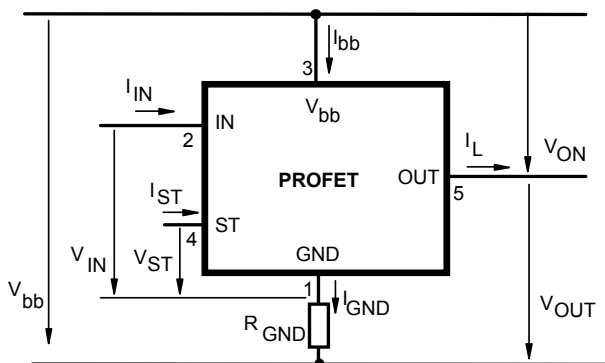 I bb
3
I IN
V bb
IN
2
I L
V ON
PROFET
OUT
I ST
5
ST
4
GND
V IN
V ST
V bb
1
I GND
V OUT
R GND